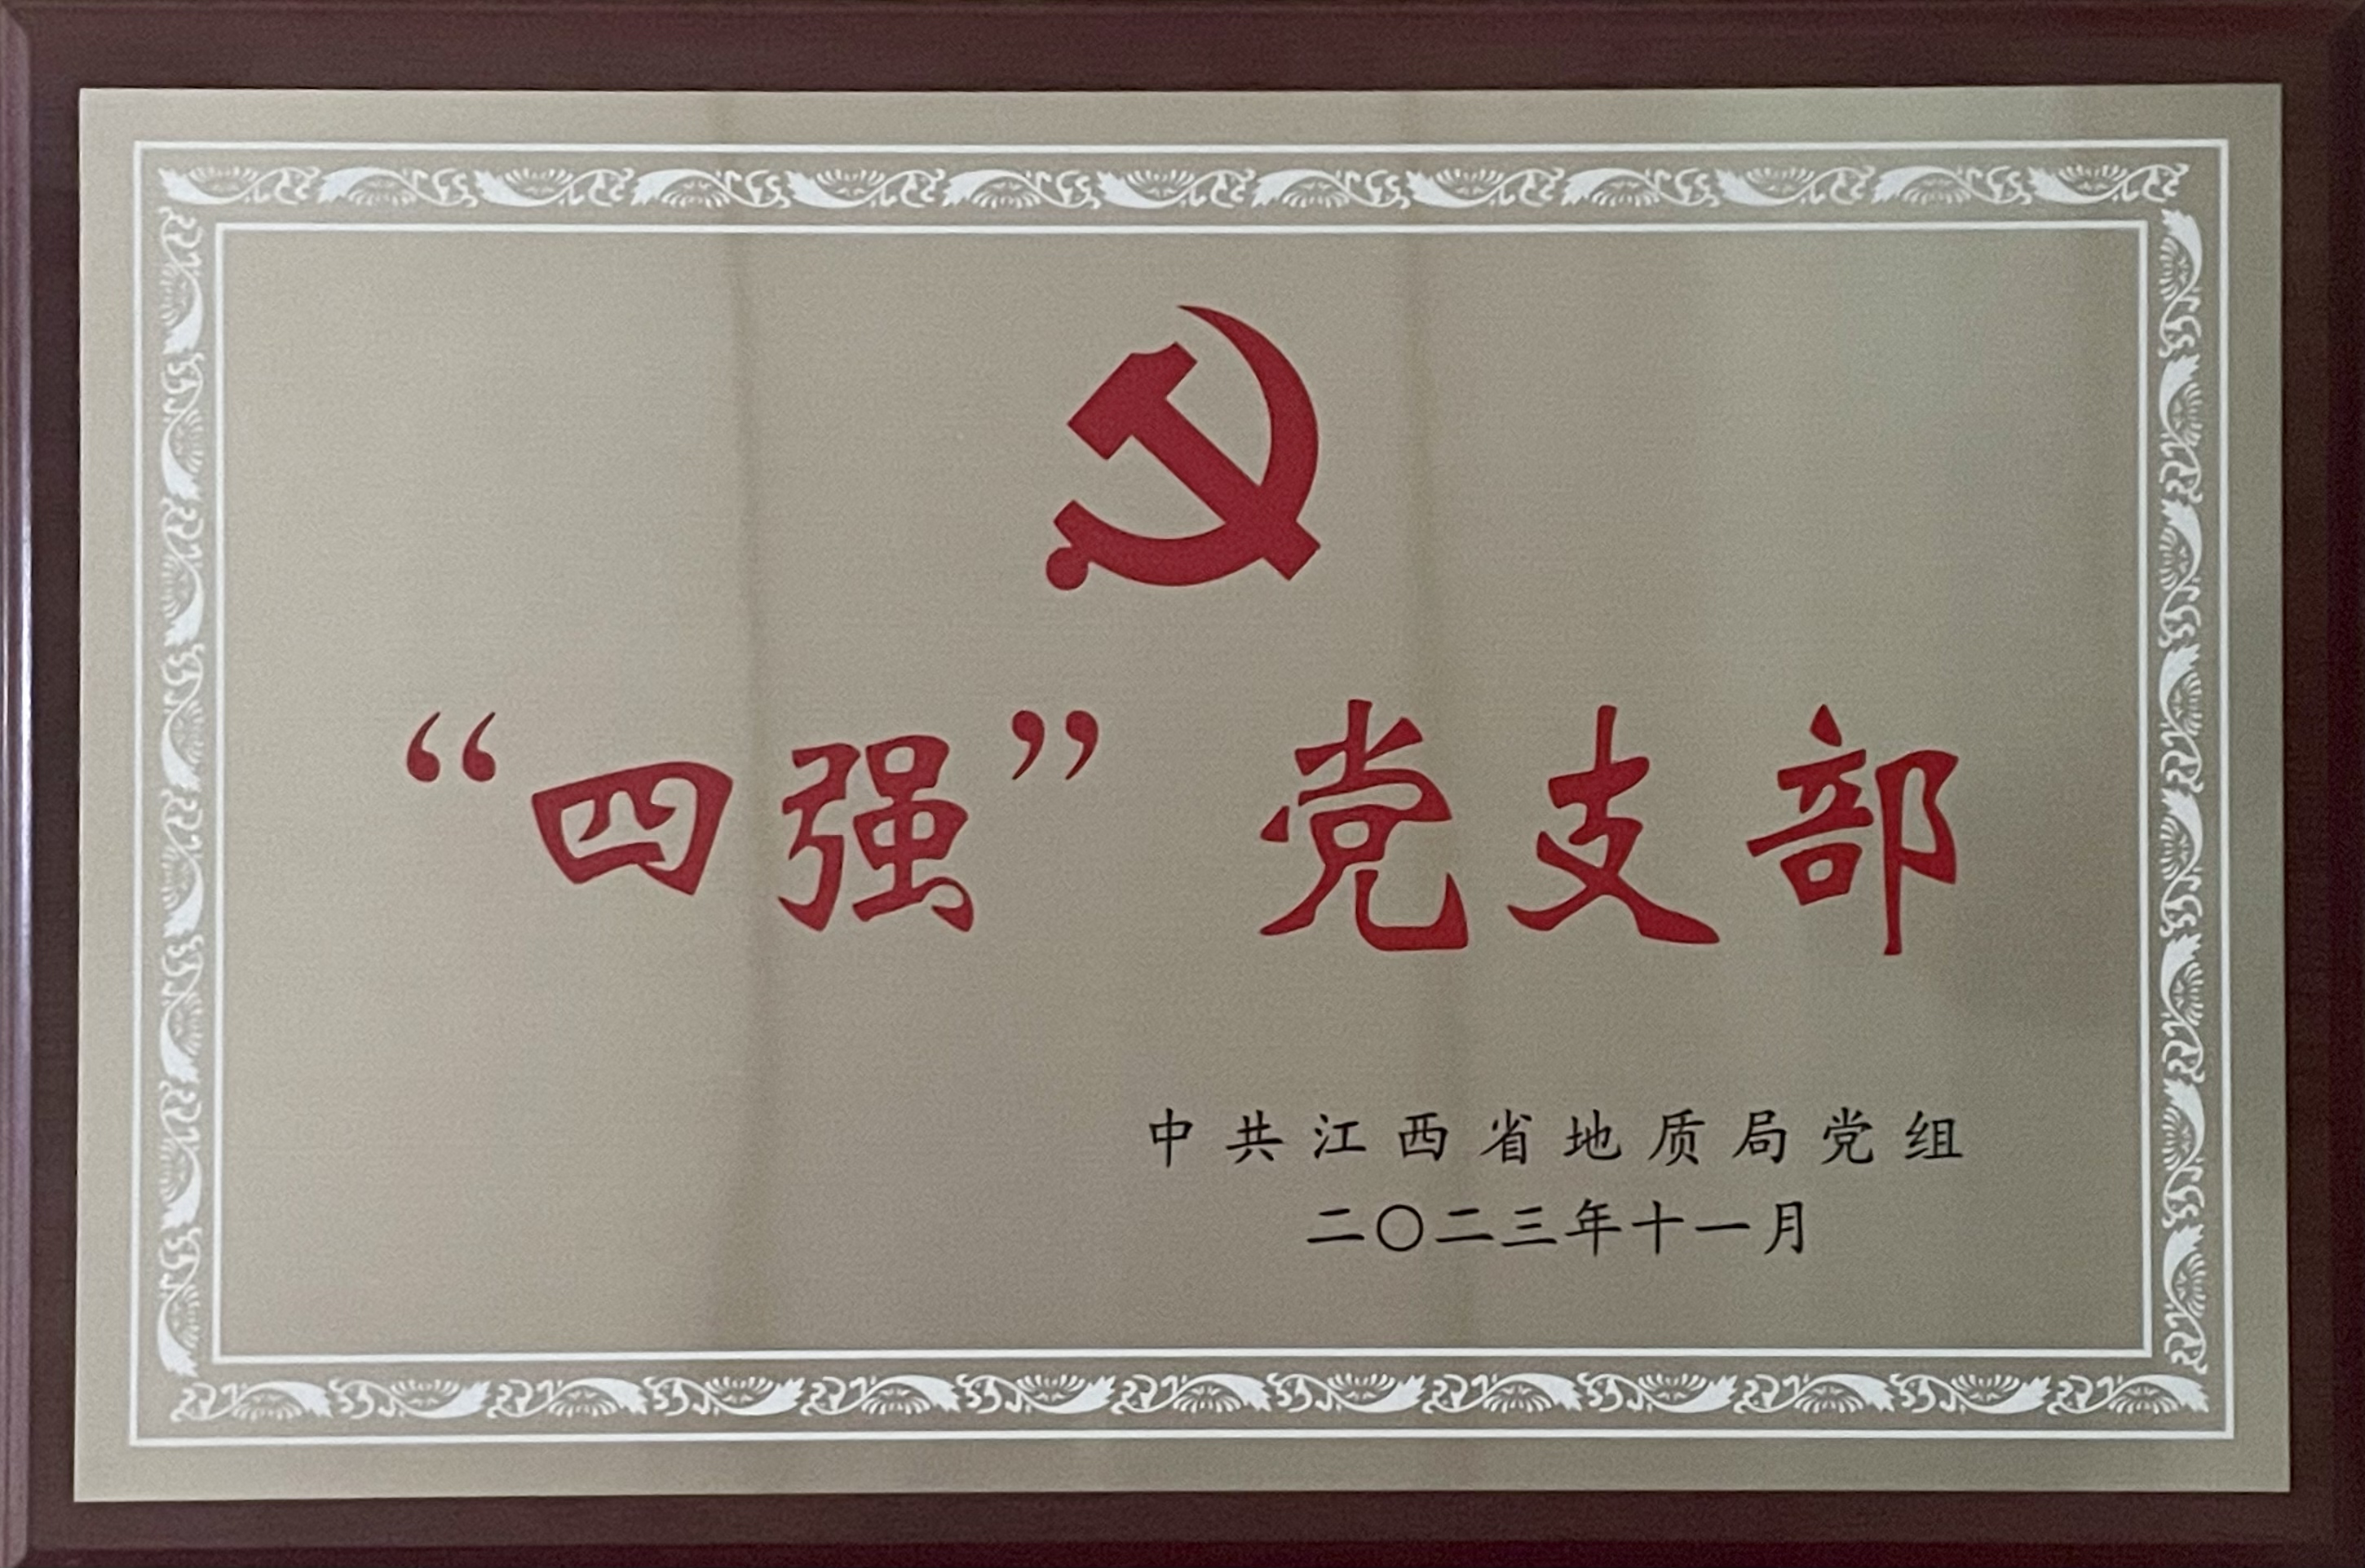 “四强”党支部
中共江西省地质局党组
二〇二三年十一月